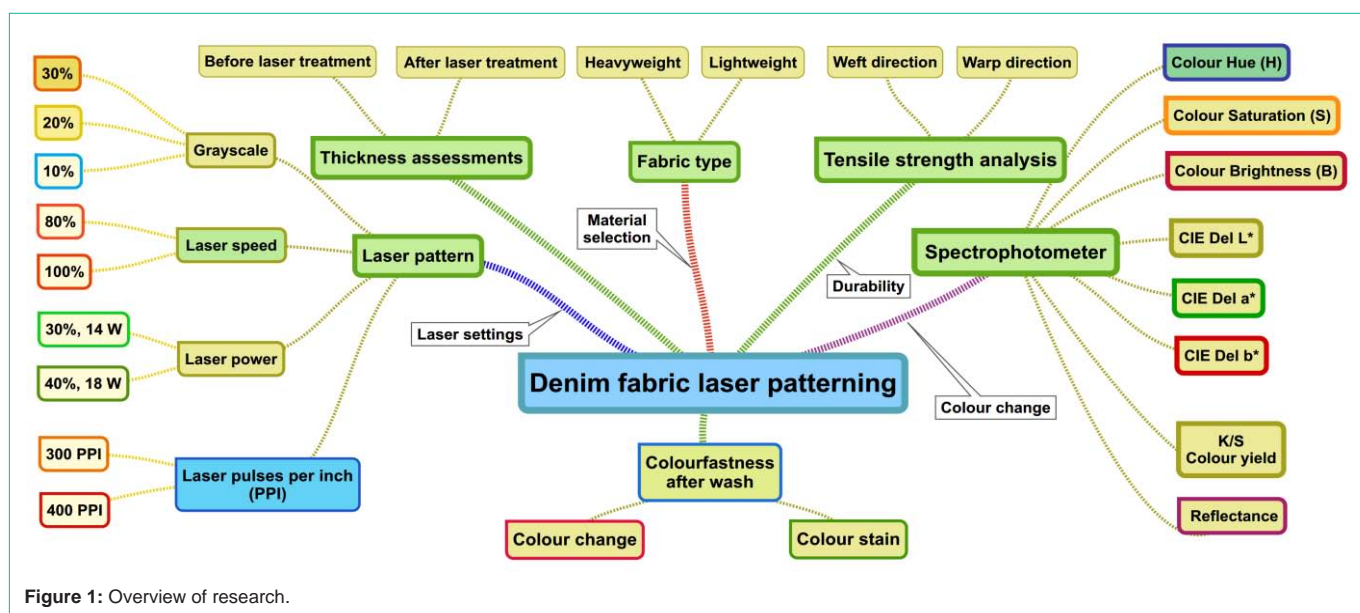 Before laser treatment
After laser treatment
Heavyweight
Lightweight
Weft direction
Warp direction
Colour Hue (H)
30%
20%
10%
Grayscale
Thickness assessments
Fabric type
Tensile strength analysis
Colour Saturation (S)
Colour Brightness (B)
80%
100%
Laser speed
Laser pattern
Material
selection
Durability
Spectrophotometer
CIE Del L*
CIE Del a*
CIE Del b*
30%, 14 W
40%, 18 W
Laser power
Laser settings
Denim fabric laser patterning
Colour change
300 PPI
400 PPI
Laser pulses per inch
(PPI)
Colourfastness
after wash
Colour change
Colour stain
K/S
Colour yield
Reflectance
Figure 1: Overview of research.